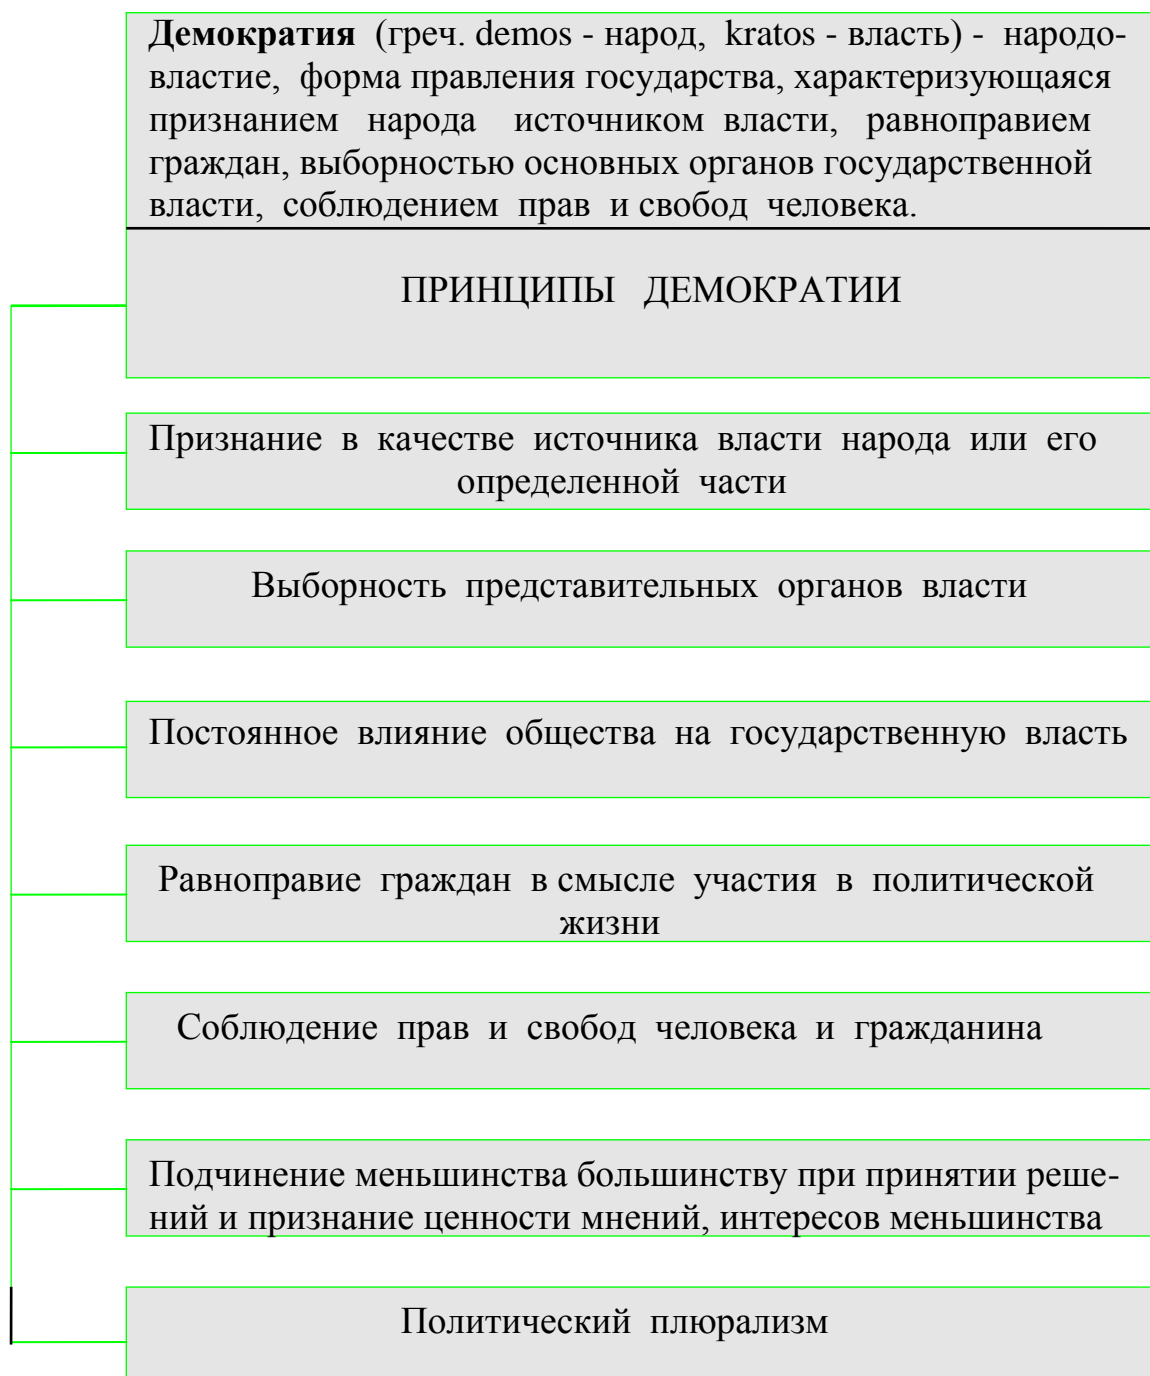 Демократия (греч. demos - народ, kratos - власть) - народо-
властие, форма правления государства, характеризующаяся
признанием народа источником власти, равноправием
граждан, выборностью основных органов государственной
власти, соблюдением прав и свобод человека.
ПРИНЦИПЫ ДЕМОКРАТИИ
Признание в качестве источника власти народа или его
определенной части
Выборность представительных органов власти
Постоянное влияние общества на государственную власть
Равноправие граждан в смысле участия в политической
жизни
Соблюдение прав и свобод человека и гражданина
Подчинение меньшинства большинству при принятии реше-
ний и признание ценности мнений, интересов меньшинства
Политический плюрализм